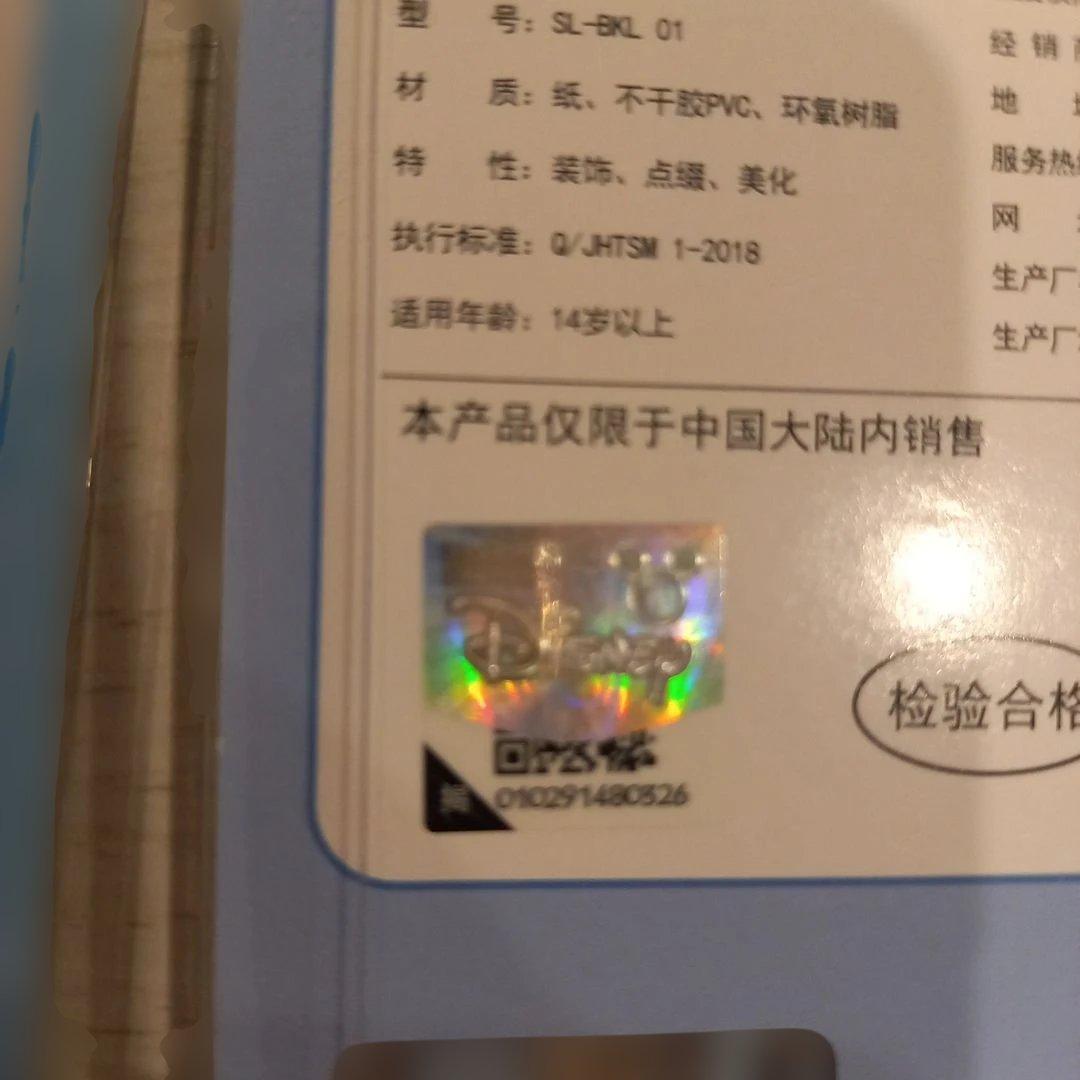 型 号：SL-BKL 01
材 质：纸、不干胶PVC、环氧树脂
特 性：装饰、点缀、美化
执行标准：Q/JHTSM 1-2018
适用年龄：14岁以上
经 销
地
服务热
网
生产厂
生产厂
本产品仅限于中国大陆内销售
Disney
检验合格
010291480326